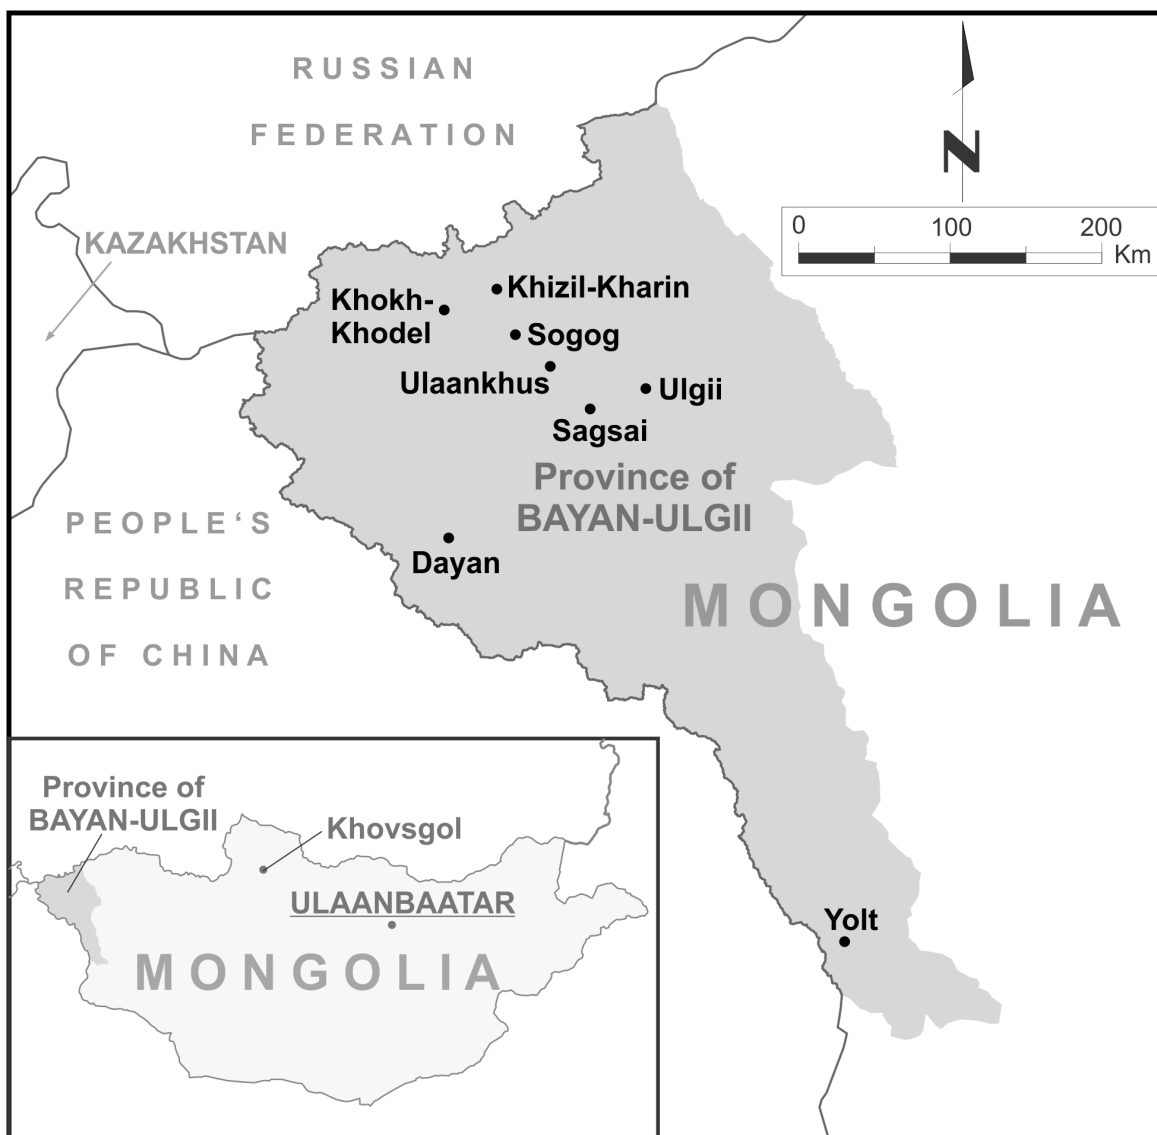 RUSSIAN
FEDERATION
N
0 100 200
Km
KAZAKHSTAN
Khizil-Kharin
Khokh-
Khodel
Sogog
Ulaankhus
Ulgii
Sagsai
Province of
BAYAN-ULGII
PEOPLE‘S
REPUBLIC
OF CHINA
Dayan
MONGOLIA
Yolt
Province of
BAYAN-ULGII
Khovsgol
ULAANBAATAR
MONGOLIA